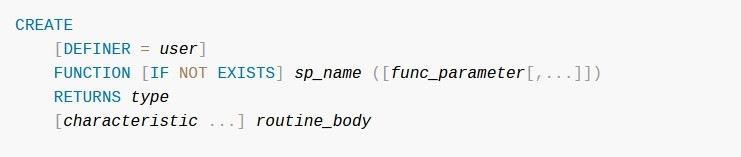 CREATE
    [DEFINER = user]
    FUNCTION [IF NOT EXISTS] sp_name ([func_parameter[,...]])
    RETURNS type
    [characteristic ...] routine_body